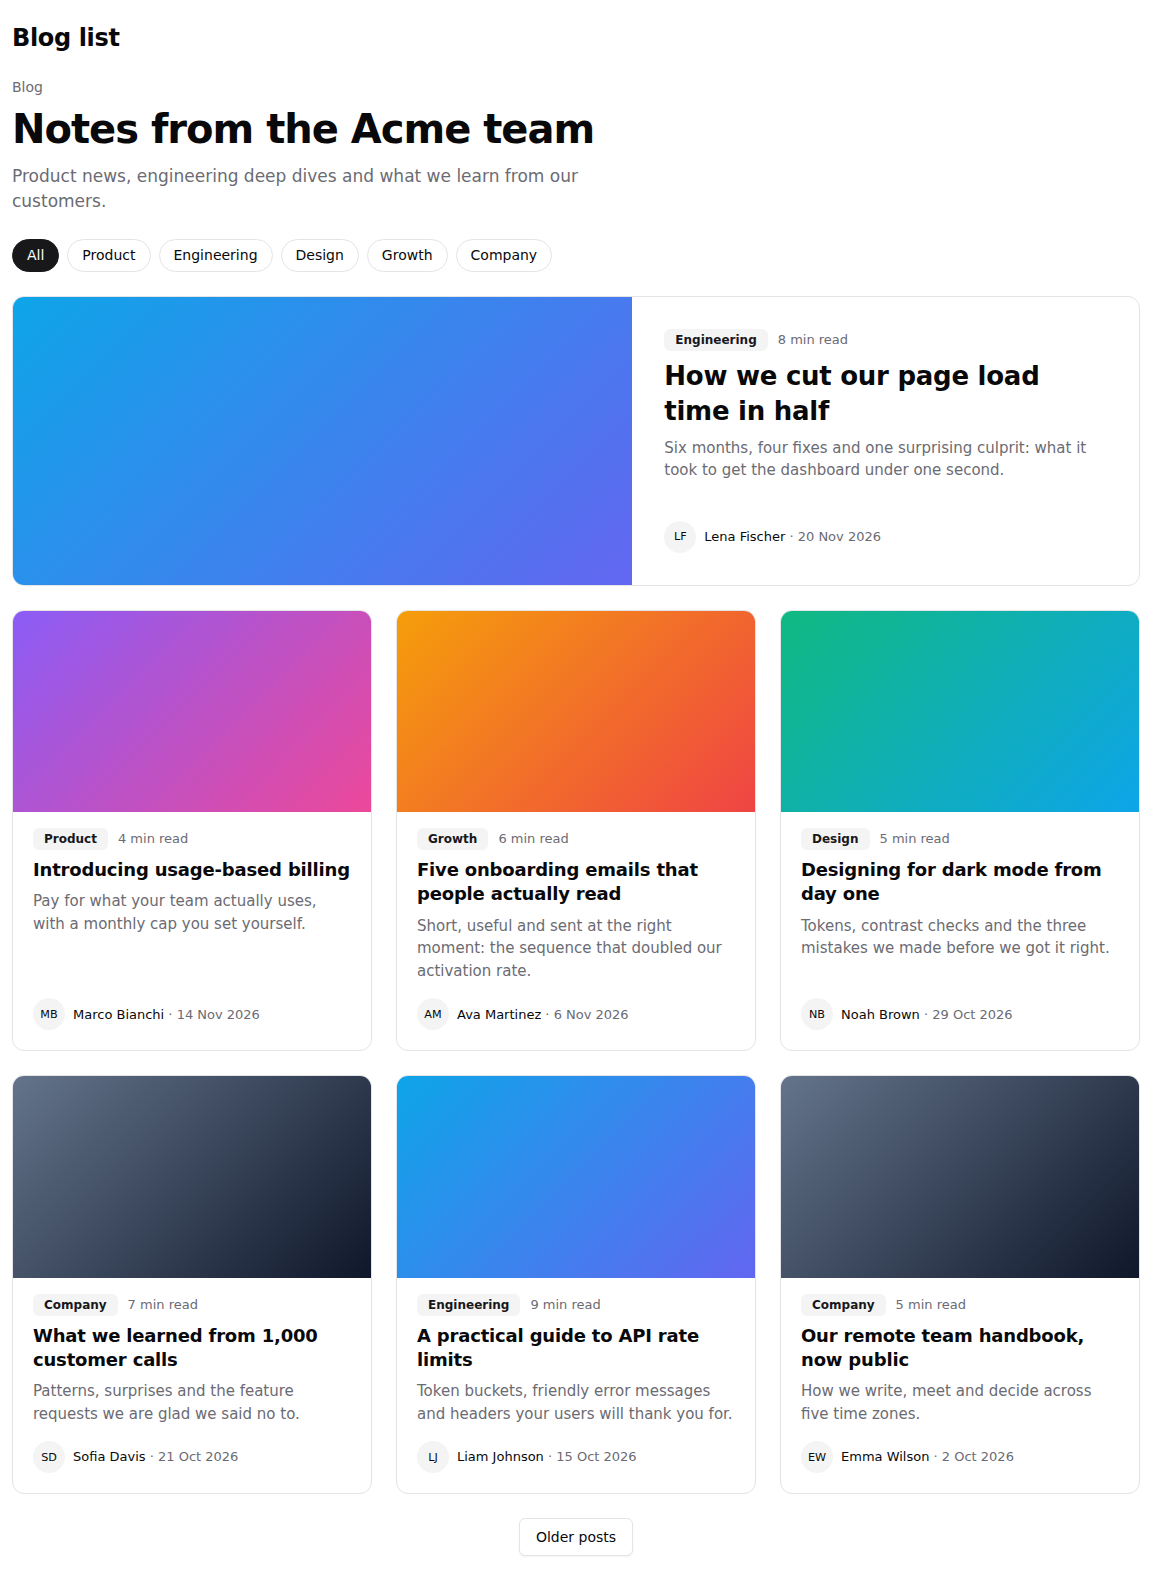 Blog list
Blog
Notes from the Acme team
Product news, engineering deep dives and what we learn from our
customers.
All
Product
Engineering
Design
Growth
Company
Engineering
8 min read
How we cut our page load
time in half
Six months, four fixes and one surprising culprit: what it
took to get the dashboard under one second.
LF
Lena Fischer · 20 Nov 2026
Product
4 min read
Introducing usage-based billing
Pay for what your team actually uses,
with a monthly cap you set yourself.
MB
Marco Bianchi · 14 Nov 2026
Growth
6 min read
Five onboarding emails that
people actually read
Short, useful and sent at the right
moment: the sequence that doubled our
activation rate.
AM
Ava Martinez · 6 Nov 2026
Design
5 min read
Designing for dark mode from
day one
Tokens, contrast checks and the three
mistakes we made before we got it right.
NB
Noah Brown · 29 Oct 2026
Company
7 min read
What we learned from 1,000
customer calls
Patterns, surprises and the feature
requests we are glad we said no to.
SD
Sofia Davis · 21 Oct 2026
Engineering
9 min read
A practical guide to API rate
limits
Token buckets, friendly error messages
and headers your users will thank you for.
LJ
Liam Johnson · 15 Oct 2026
Company
5 min read
Our remote team handbook,
now public
How we write, meet and decide across
five time zones.
EW
Emma Wilson · 2 Oct 2026
Older posts